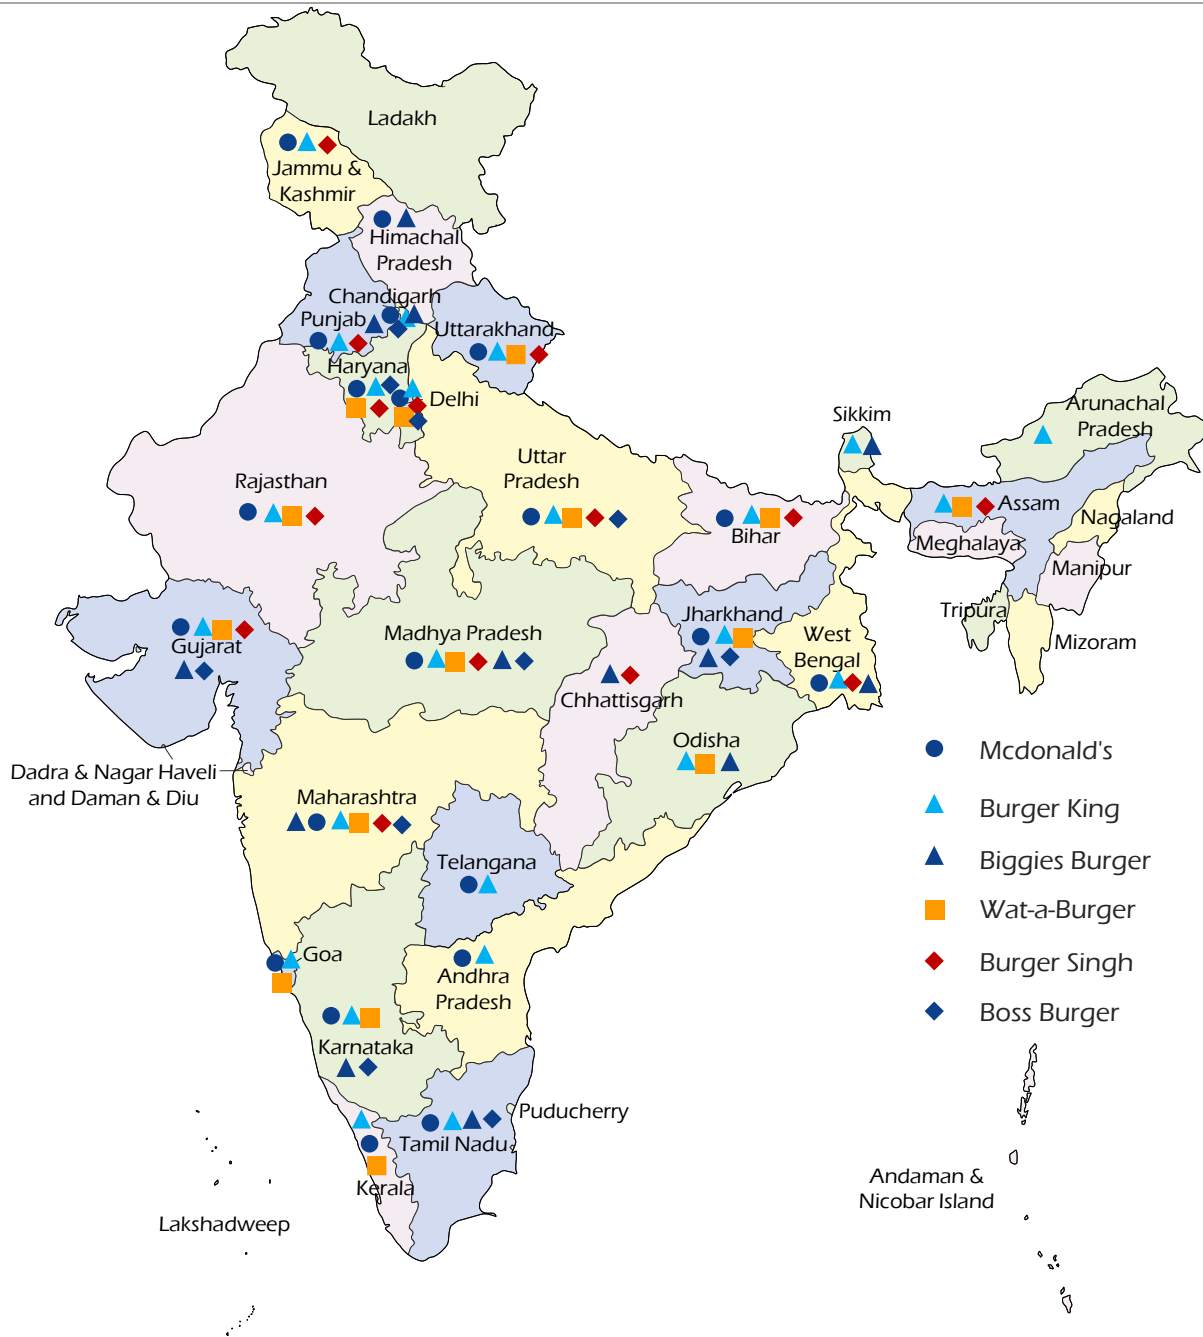 Ladakh
Jammu &
Kashmir
Himachal
Pradesh
Chandigarh
Punjab
Uttarakhand
Haryana
Delhi
Sikkim
Arunachal
Pradesh
Rajasthan
Uttar
Pradesh
Bihar
Assam
Nagaland
Meghalaya
Manipur
Tripura
Mizoram
Gujarat
Madhya Pradesh
Jharkhand
West
Bengal
Chhattisgarh
Odisha
Dadra & Nagar Haveli
and Daman & Diu
Maharashtra
Telangana
Goa
Andhra
Pradesh
Karnataka
Puducherry
Tamil Nadu
Kerala
Lakshadweep
Andaman &
Nicobar Island
Mcdonald's
Burger King
Biggies Burger
Wat-a-Burger
Burger Singh
Boss Burger